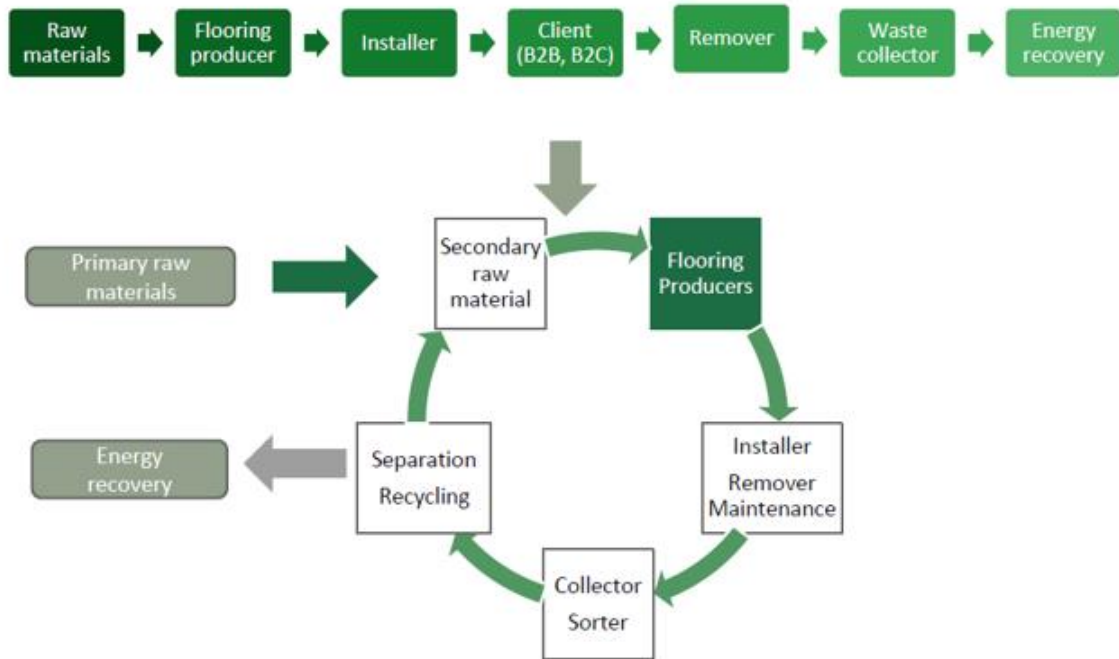 Raw
materials
Flooring
producer
Installer
Client
(B2B, B2C)
Remover
Waste
collector
Energy
recovery
Primary raw
materials
Secondary
raw
material
Flooring
Producers
Energy
recovery
Separation
Recycling
Installer
Remover
Maintenance
Collector
Sorter